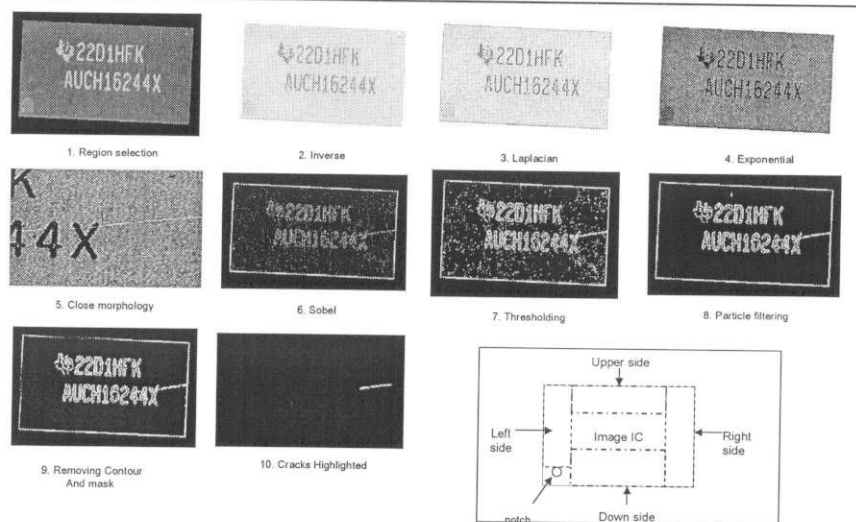 22D1HFK
AUCH16244X
1. Region selection
22D1HFK
AUCH16244X
2. Inverse
22D1HFK
AUCH16244X
3. Laplacian
22D1HFK
AUCH16244X
4. Exponential
K
44X
5. Close morphology
22D1HFK
AUCH16244X
6. Sobel
22D1HFK
AUCH16244X
7. Thresholding
22D1HFK
AUCH16244X
8. Particle filtering
22D1HFK
AUCH16244X
9. Removing Contour
And mask
10. Cracks Highlighted
Upper side
Left
side
Image IC
Right
side
notch
Down side